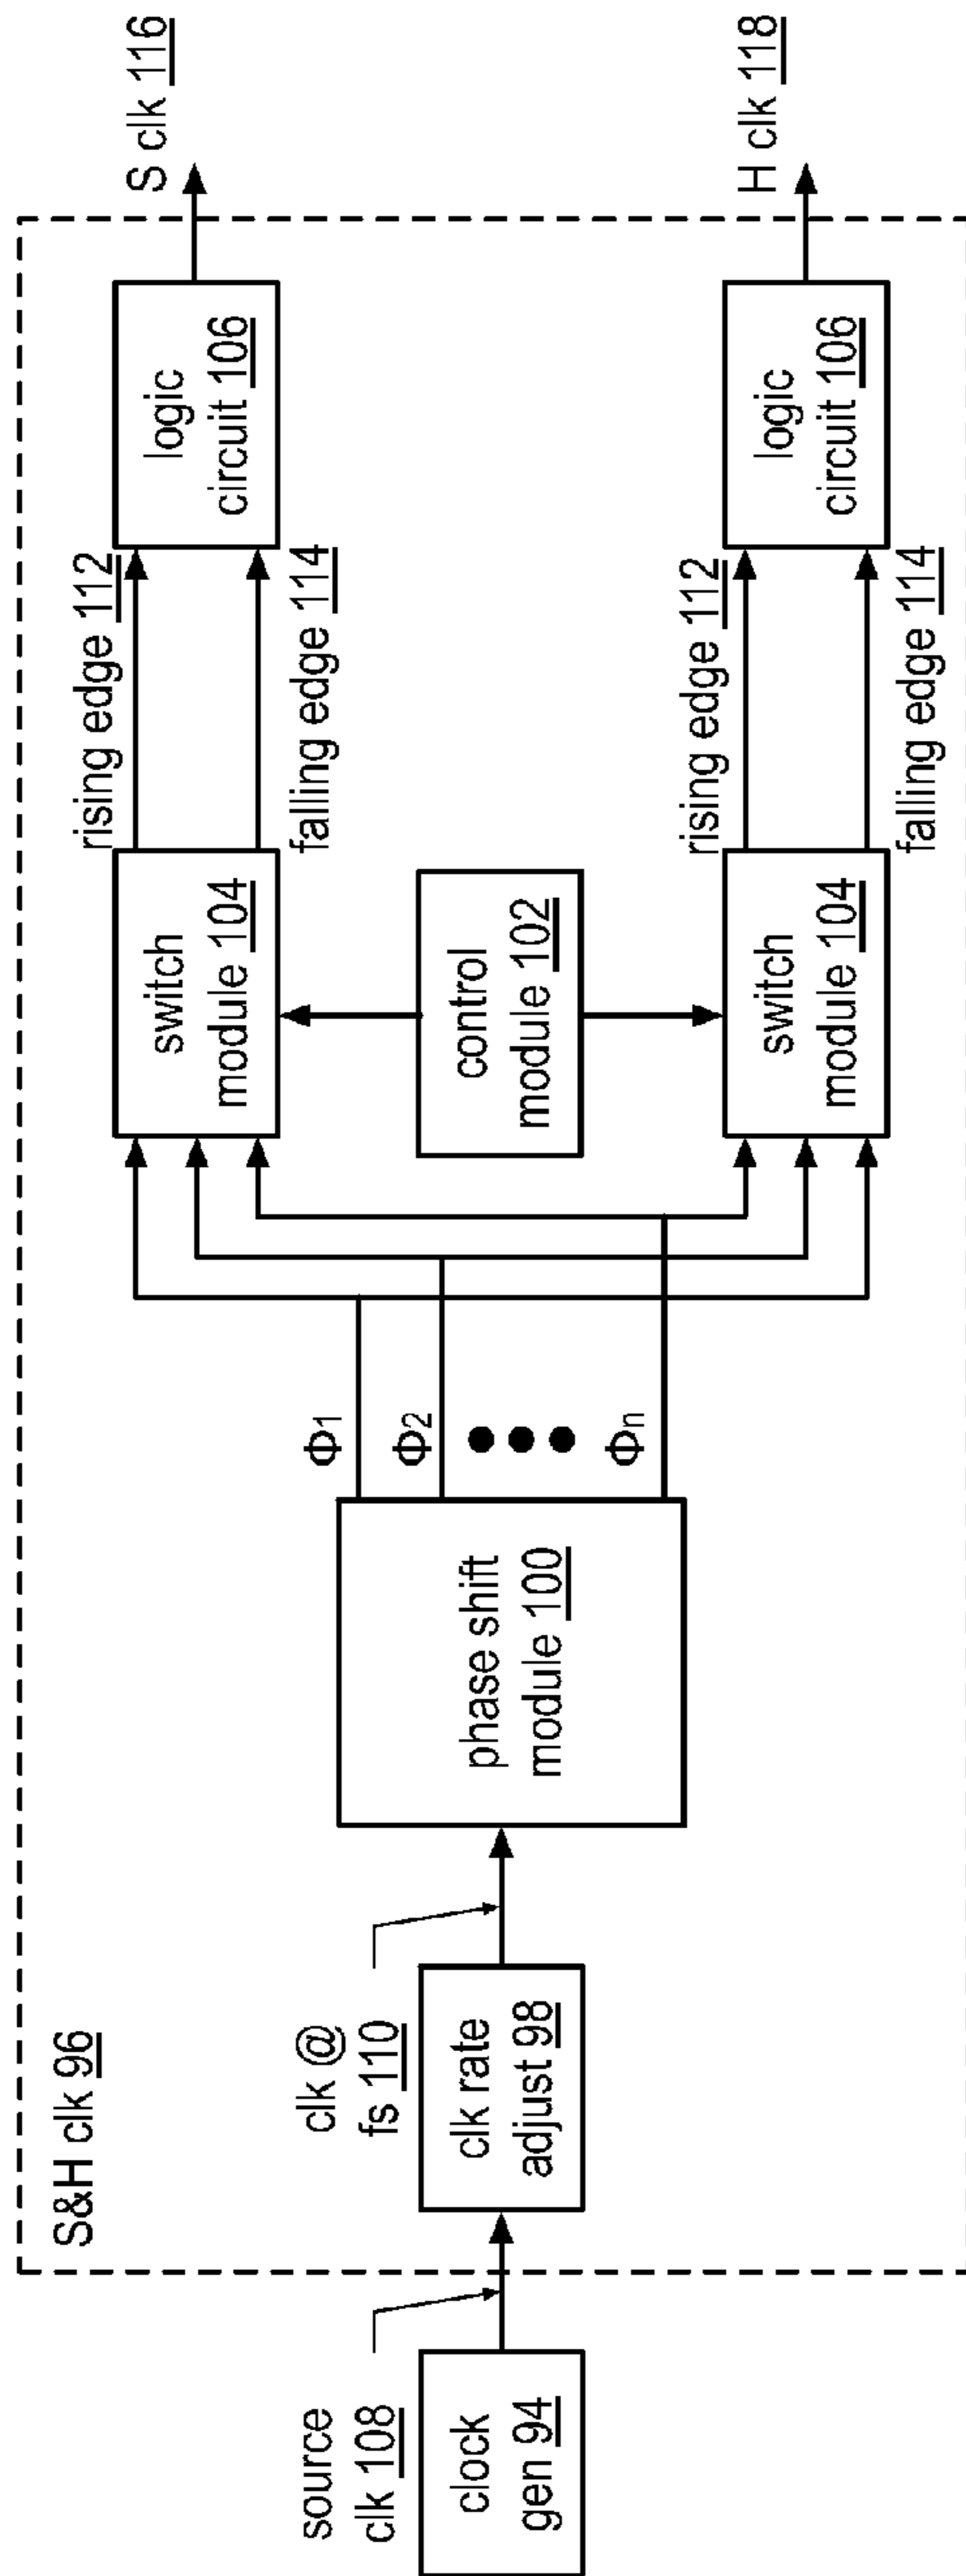 S&H clk 96
source
clk 108
clock
gen 94
clk @
fs 110
clk rate
adjust 98
phase shift
module 100
Φ1
Φ2
Φn
switch
module 104
control
module 102
switch
module 104
rising edge 112
falling edge 114
rising edge 112
falling edge 114
logic
circuit 106
logic
circuit 106
S clk 116
H clk 118